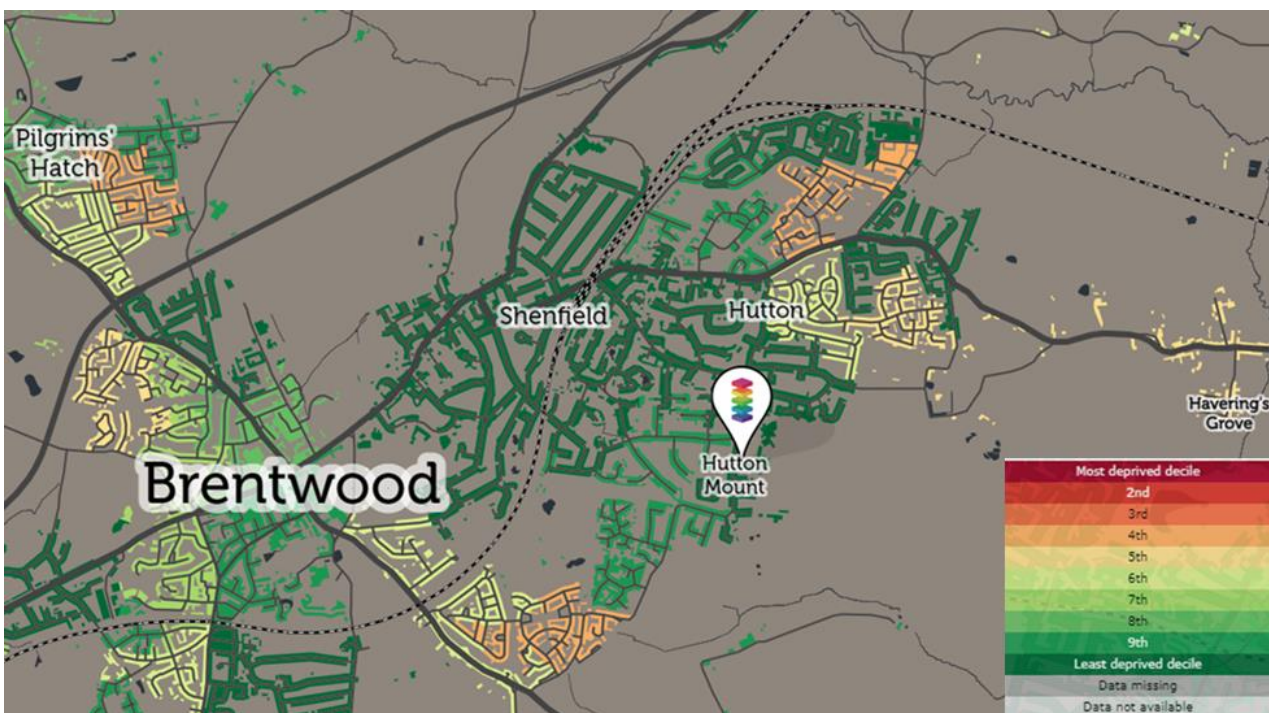 Pilgrims'
Hatch
Shenfield
Hutton
Havering's
Grove
Hutton
Mount
Brentwood
Most deprived decile
2nd
3rd
4th
5th
6th
7th
8th
9th
Least deprived decile
Data missing
Data not available